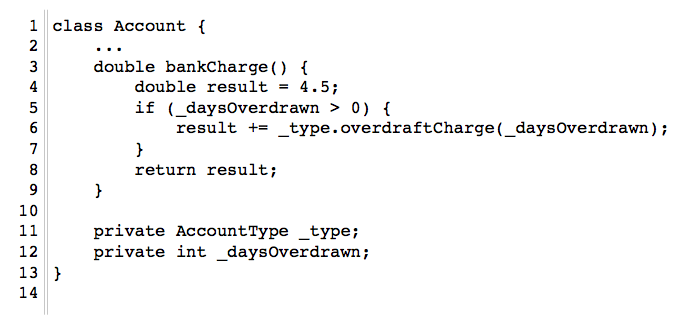 1 class Account {
2     ...
3     double bankCharge() {
4         double result = 4.5;
5         if (_daysOverdrawn > 0) {
6             result += _type.overdraftCharge(_daysOverdrawn);
7         }
8         return result;
9     }
10
11     private AccountType _type;
12     private int _daysOverdrawn;
13 }
14